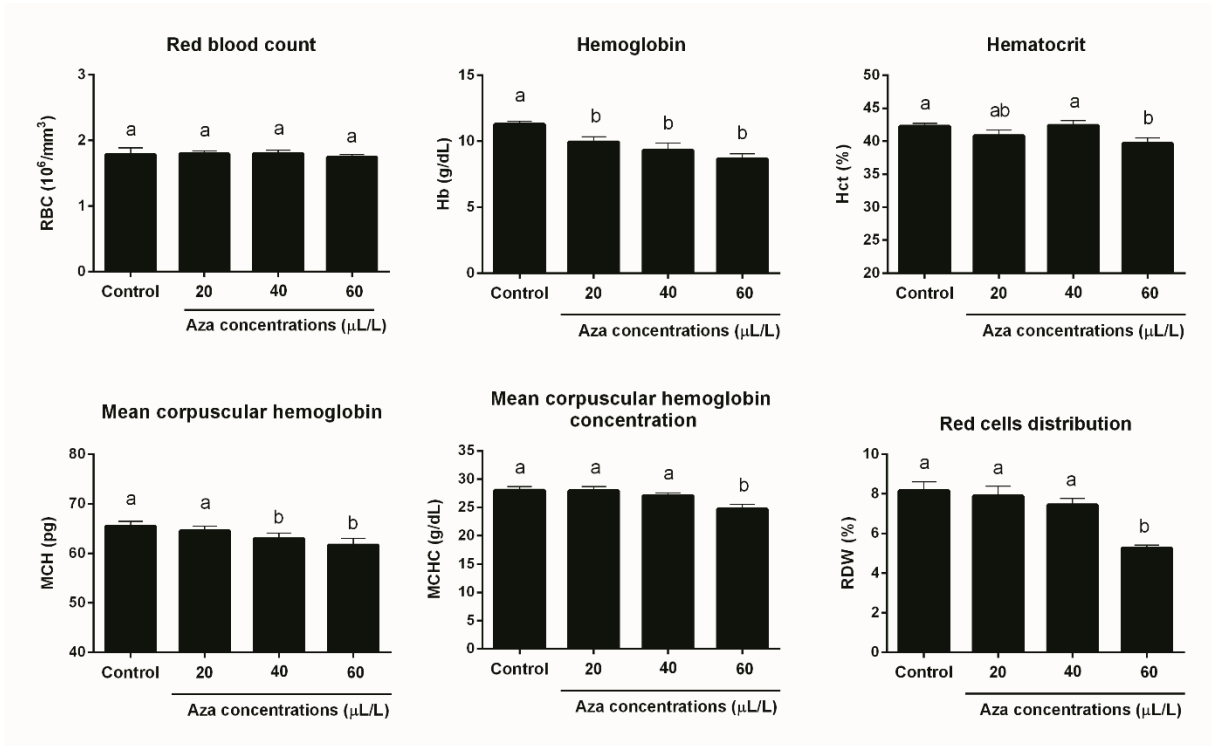 Red blood count
RBC (10⁶/mm³)
3
2
1
0
a a a a
Control 20 40 60
Aza concentrations (μL/L)
Hemoglobin
Hb (g/dL)
15
10
5
0
a b b b
Control 20 40 60
Aza concentrations (μL/L)
Hematocrit
Hct (%)
50
45
40
35
30
25
20
a ab a b
Control 20 40 60
Aza concentrations (μL/L)
Mean corpuscular hemoglobin
MCH (pg)
80
70
60
50
40
a a b b
Control 20 40 60
Aza concentrations (μL/L)
Mean corpuscular hemoglobin
concentration
MCHC (g/dL)
35
30
25
20
15
10
5
0
a a a b
Control 20 40 60
Aza concentrations (μL/L)
Red cells distribution
RDW (%)
10
8
6
4
2
0
a a a b
Control 20 40 60
Aza concentrations (μL/L)